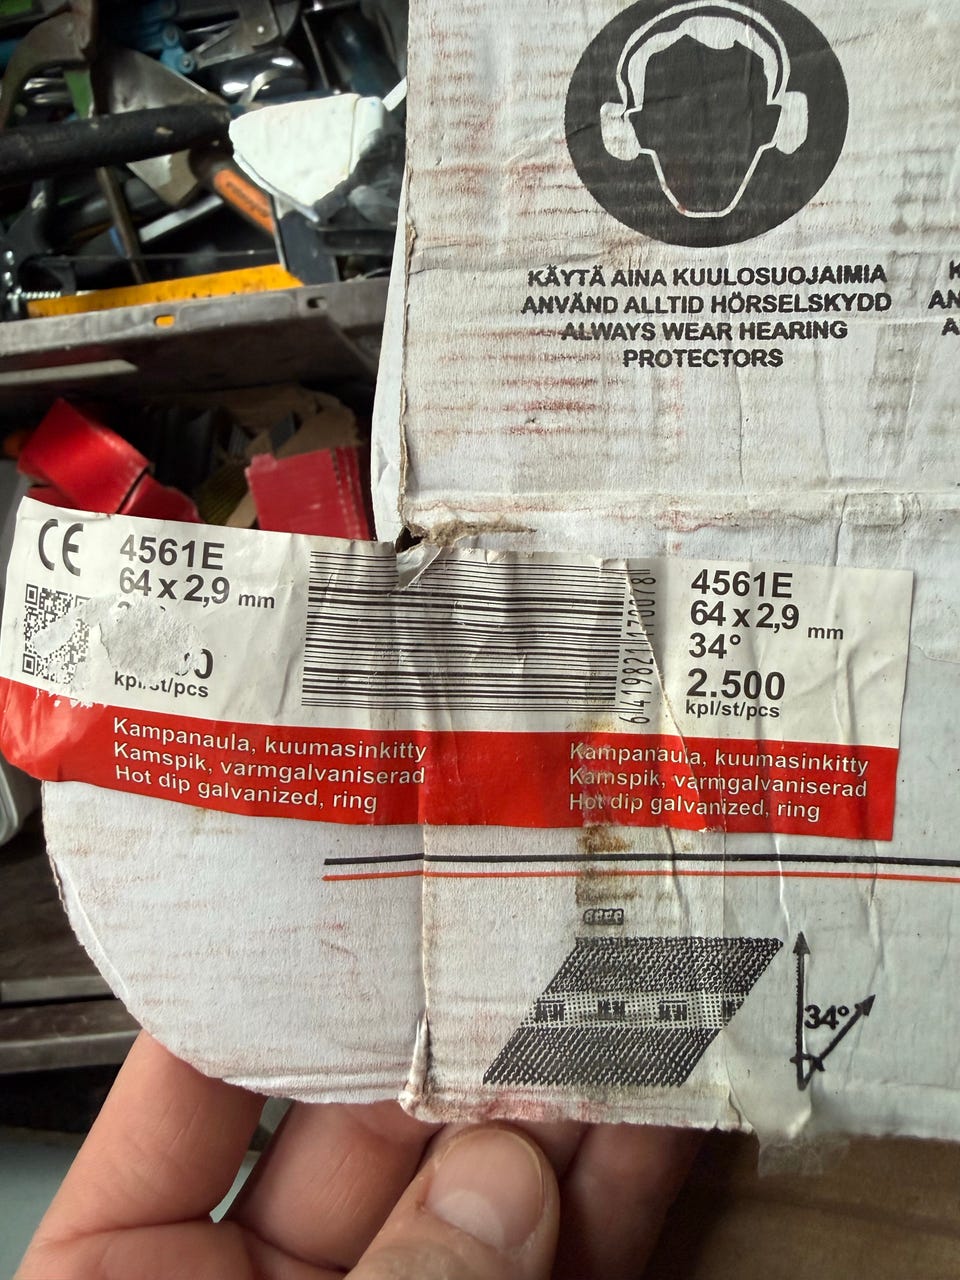 KÄYTÄ AINA KUULOSUOJAIMIA
ANVÄND ALLTID HÖRSELSKYDD
ALWAYS WEAR HEARING
PROTECTORS
CE
4561E
64 x 2,9 mm
kpl/st/pcs
Kampanaula, kuumasinkitty
Kamspik, varmgalvaniserad
Hot dip galvanized, ring
4561E
64 x 2,9 mm
34°
2.500
kpl/st/pcs
Kampanaula, kuumasinkitty
Kamspik, varmgalvaniserad
Hot dip galvanized, ring
34°